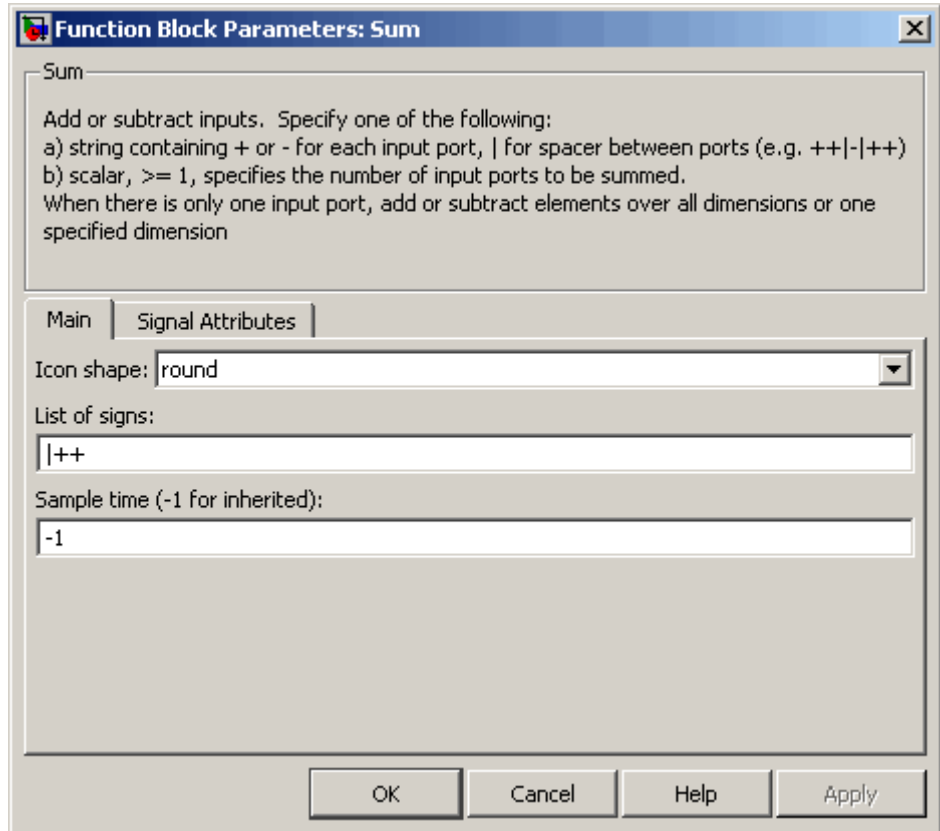 Function Block Parameters: Sum
Sum
Add or subtract inputs.  Specify one of the following:
a) string containing + or - for each input port, | for spacer between ports (e.g. ++|-|++)
b) scalar, >= 1, specifies the number of input ports to be summed.
When there is only one input port, add or subtract elements over all dimensions or one
specified dimension
Main Signal Attributes
Icon shape: round
List of signs:
|++
Sample time (-1 for inherited):
-1
OK Cancel Help Apply